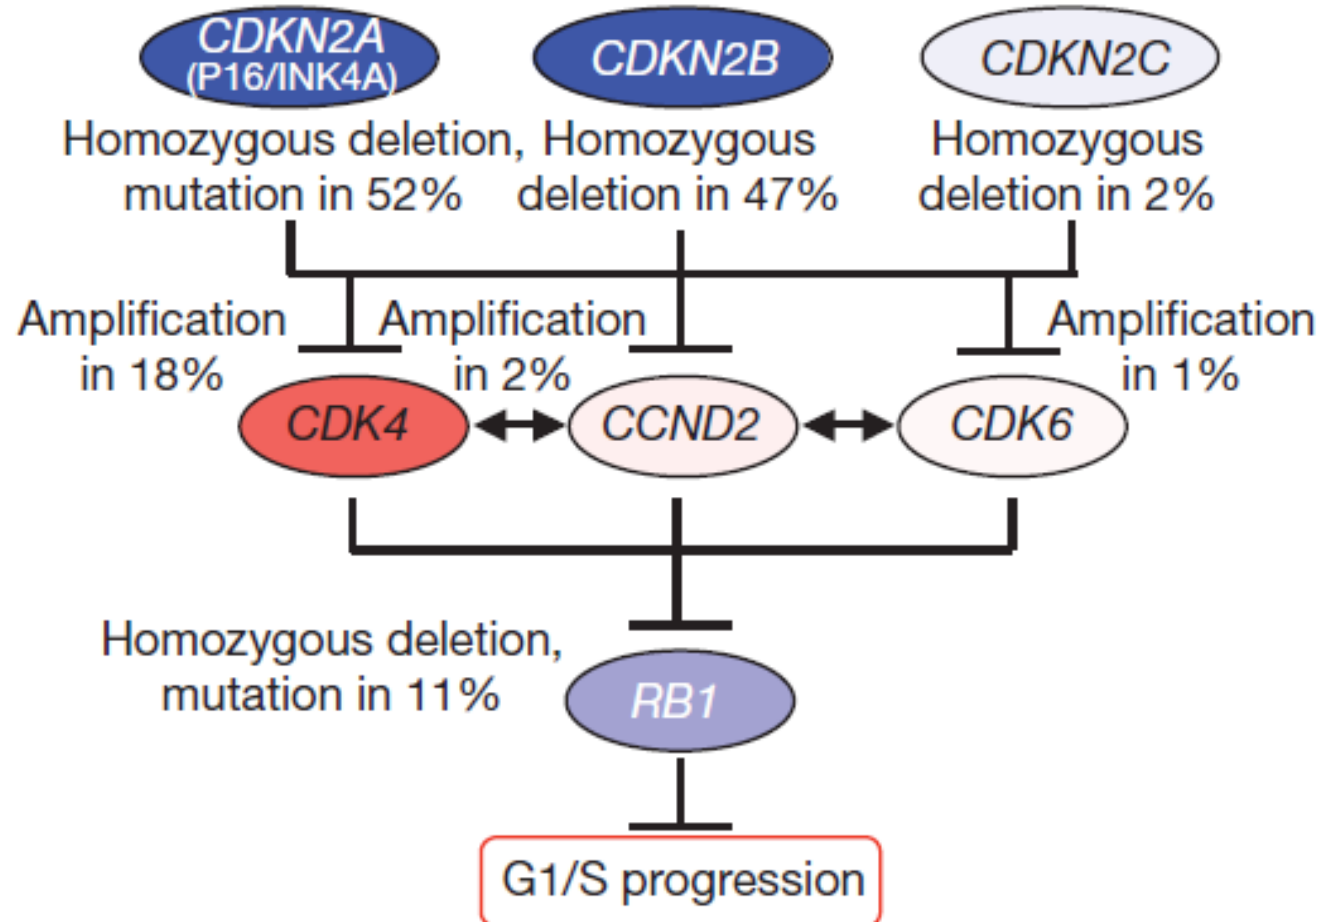 CDKN2A
(P16/INK4A)
CDKN2B
CDKN2C
Homozygous deletion,
mutation in 52%
Homozygous
deletion in 47%
Homozygous
deletion in 2%
Amplification
in 18%
Amplification
in 2%
Amplification
in 1%
CDK4
CCND2
CDK6
Homozygous deletion,
mutation in 11%
RB1
G1/S progression